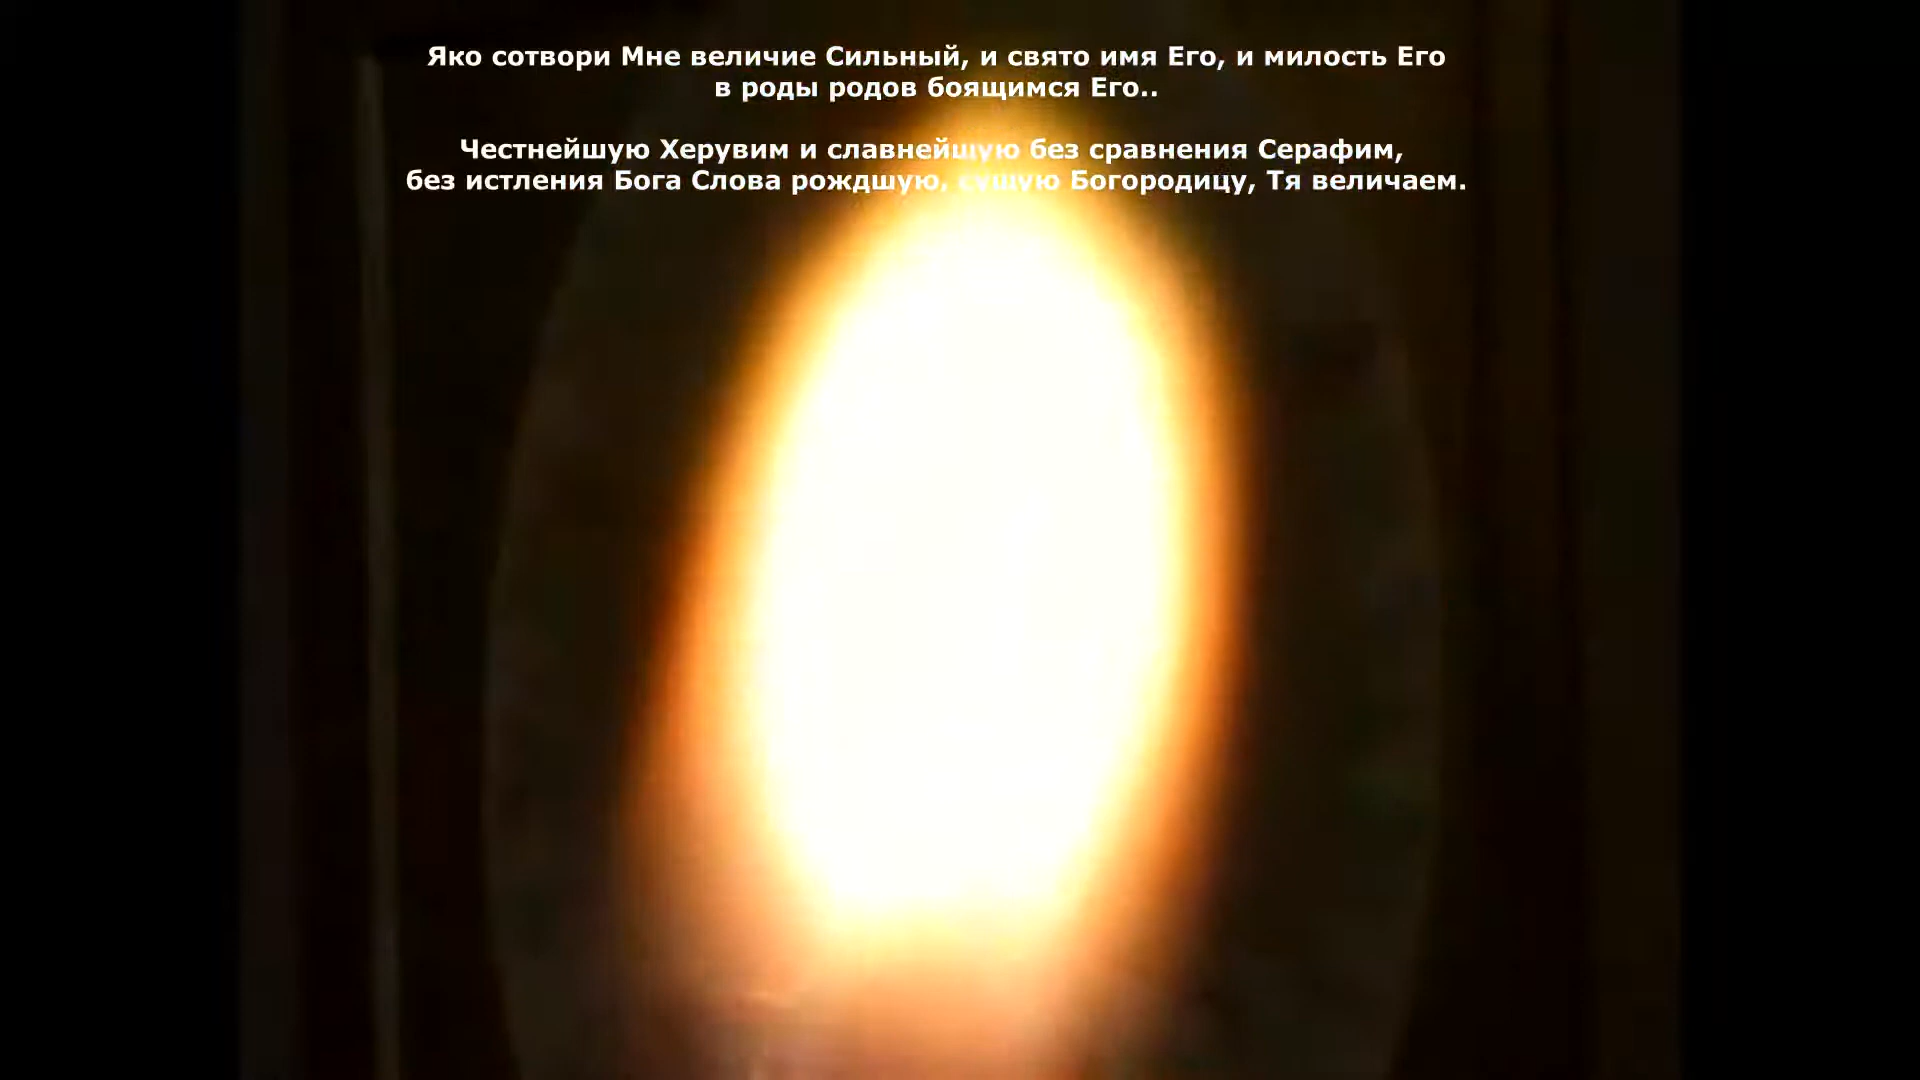 Яко сотвори Мне величие Сильный, и свято имя Его, и милость Его
в роды родов боящимся Его..
Честнейшую Херувим и славнейшую без сравнения Серафим,
без истления Бога Слова рождшую, сущую Богородицу, Тя величаем.